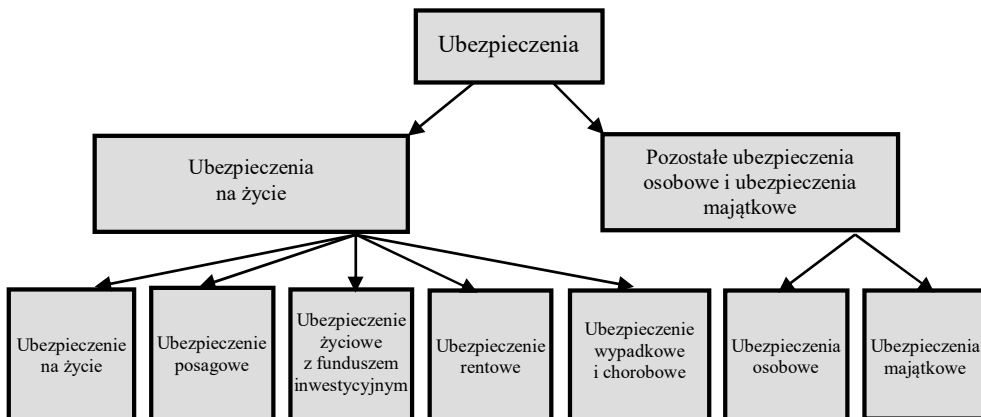 Ubezpieczenia
Ubezpieczenia
na życie
Pozostałe ubezpieczenia
osobowe i ubezpieczenia
majątkowe
Ubezpieczenie
na życie
Ubezpieczenie
posagowe
Ubezpieczenie
życiowe
z funduszem
inwestycyjnym
Ubezpieczenie
rentowe
Ubezpieczenie
wypadkowe
i chorobowe
Ubezpieczenia
osobowe
Ubezpieczenia
majątkowe